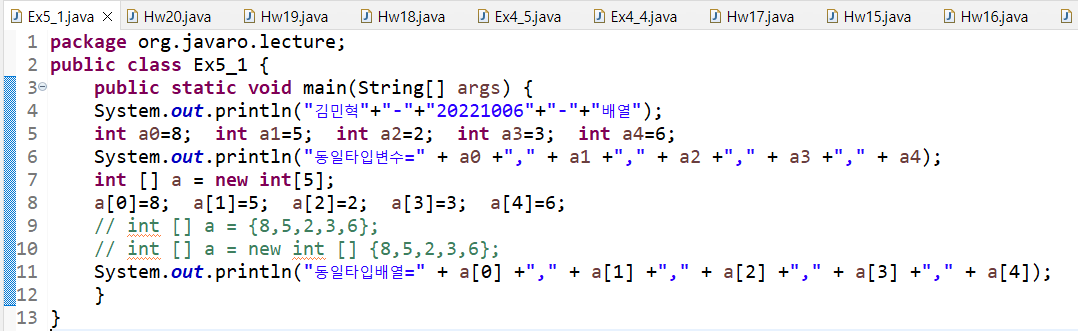 Ex5_1.java Hw20.java Hw19.java Hw18.java Ex4_5.java Ex4_4.java Hw17.java Hw15.java Hw16.java
1 package org.javaro.lecture;
2 public class Ex5_1 {
3 public static void main(String[] args) {
4 System.out.println("김민혁"+"-"+"20221006"+"-"+"배열");
5 int a0=8; int a1=5; int a2=2; int a3=3; int a4=6;
6 System.out.println("동일타입변수=" + a0 +"," + a1 +"," + a2 +"," + a3 +"," + a4);
7 int [] a = new int[5];
8 a[0]=8; a[1]=5; a[2]=2; a[3]=3; a[4]=6;
9 // int [] a = {8,5,2,3,6};
10 // int [] a = new int [] {8,5,2,3,6};
11 System.out.println("동일타입배열=" + a[0] +"," + a[1] +"," + a[2] +"," + a[3] +"," + a[4]);
12 }
13 }